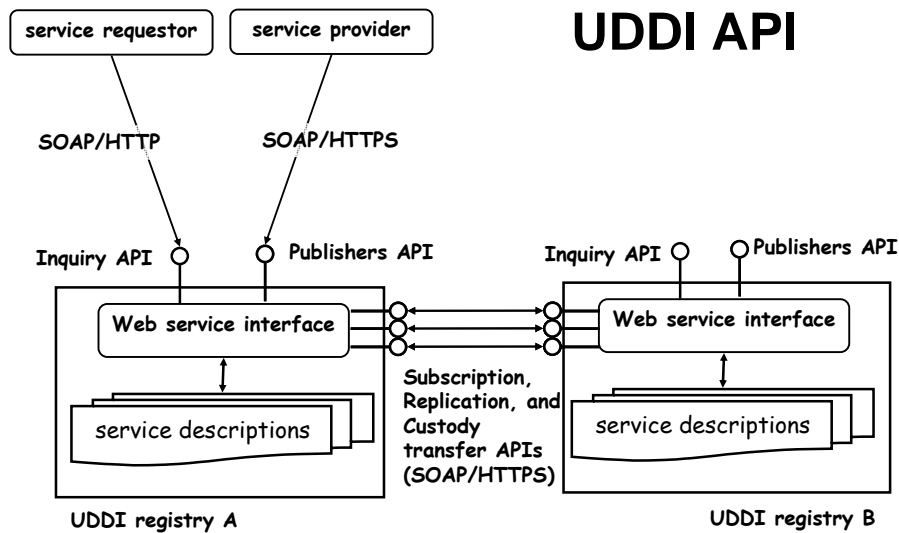 UDDI API
service requestor
service provider
SOAP/HTTP
SOAP/HTTPS
Inquiry API
Publishers API
Inquiry API
Publishers API
Web service interface
Web service interface
service descriptions
Subscription,
Replication, and
Custody
transfer APIs
(SOAP/HTTPS)
service descriptions
UDDI registry A
UDDI registry B